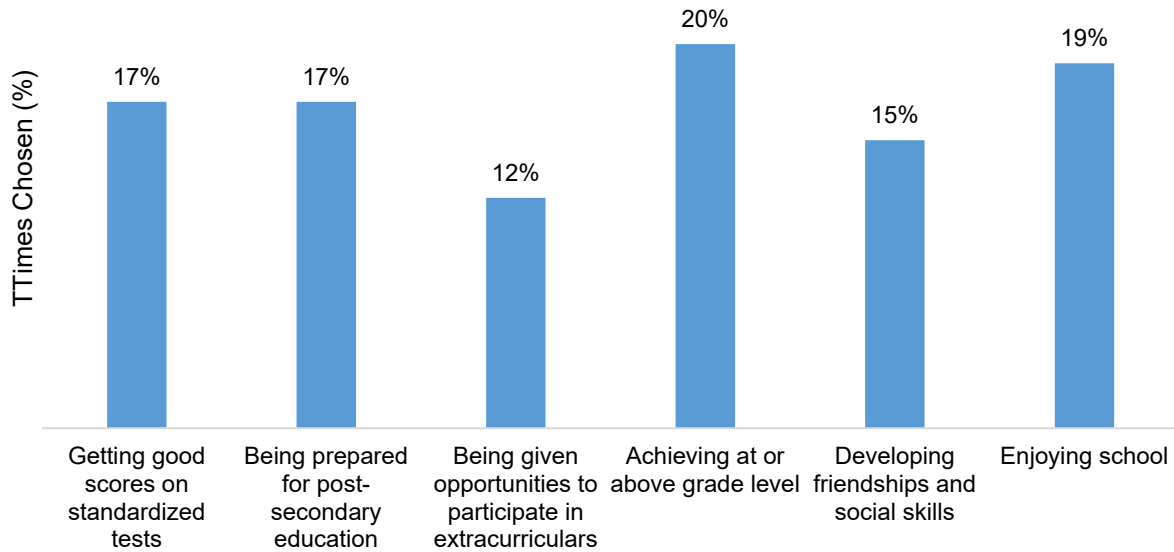 20%
19%
17%
17%
15%
12%
TTimes Chosen (%)
Getting good
scores on
standardized
tests
Being prepared
for post-
secondary
education
Being given
opportunities to
participate in
extracurriculars
Achieving at or
above grade level
Developing
friendships and
social skills
Enjoying school